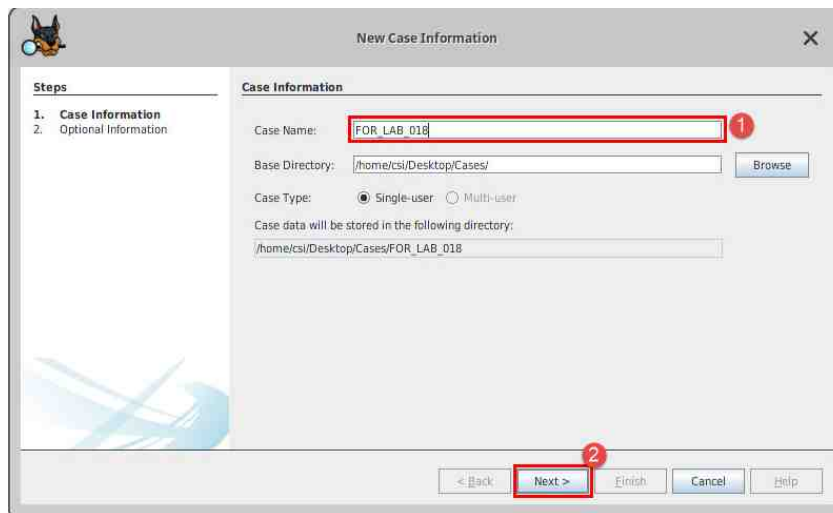 New Case Information
Steps
1. Case Information
2. Optional Information
Case Information
Case Name: FOR_LAB_018
1
Base Directory: /home/csi/Desktop/Cases/ Browse
Case Type: Single-user Multi-user
Case data will be stored in the following directory:
/home/csi/Desktop/Cases/FOR_LAB_018
2
< Back Next > Finish Cancel Help